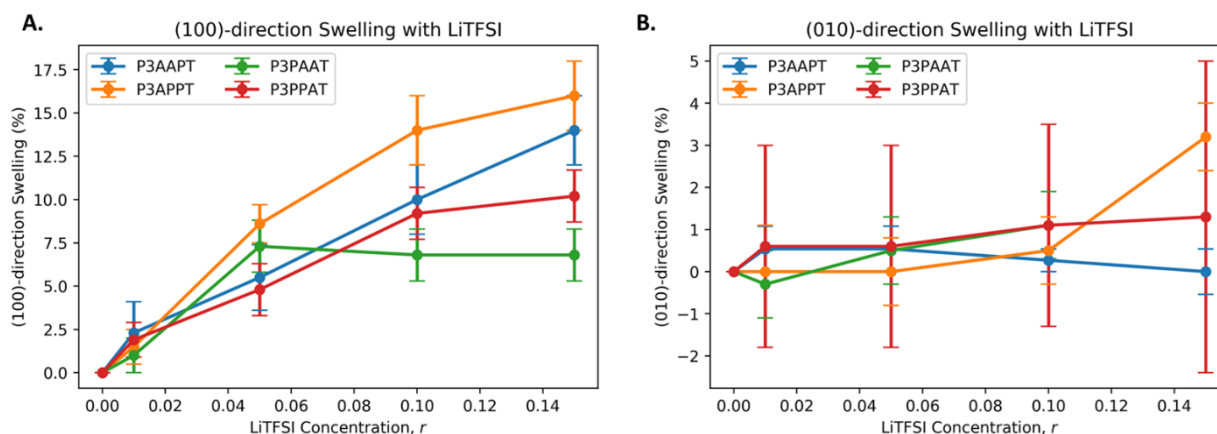 A.
(100)-direction Swelling with LiTFSI
P3AAPT
P3APPT
P3PAAT
P3PPAT
(100)-direction Swelling (%)
17.5
15.0
12.5
10.0
7.5
5.0
2.5
0.0
0.00 0.02 0.04 0.06 0.08 0.10 0.12 0.14
LiTFSI Concentration, r
B.
(010)-direction Swelling with LiTFSI
P3AAPT
P3APPT
P3PAAT
P3PPAT
(010)-direction Swelling (%)
5
4
3
2
1
0
−1
−2
0.00 0.02 0.04 0.06 0.08 0.10 0.12 0.14
LiTFSI Concentration, r